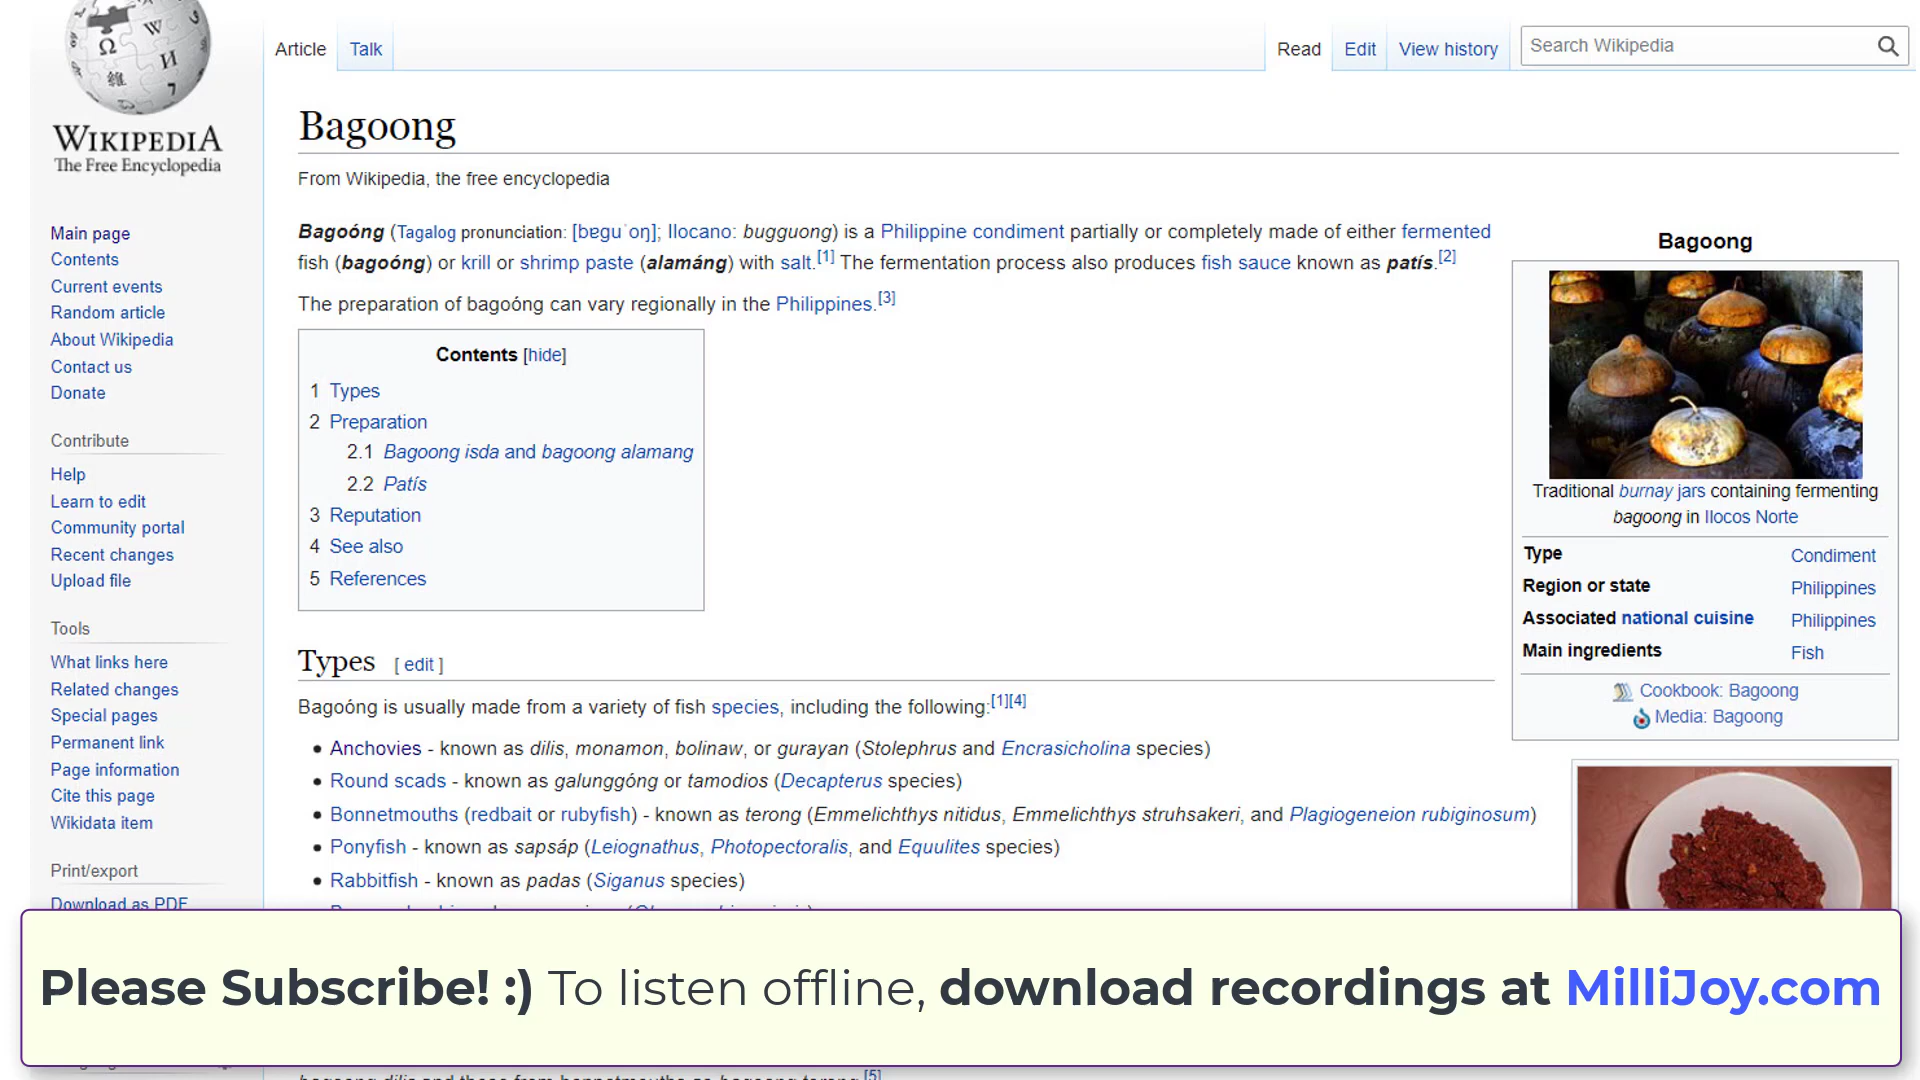 WIKIPEDIA
The Free Encyclopedia
Main page
Contents
Current events
Random article
About Wikipedia
Contact us
Donate
Contribute
Help
Learn to edit
Community portal
Recent changes
Upload file
Tools
What links here
Related changes
Special pages
Permanent link
Page information
Cite this page
Wikidata item
Print/export
Download as PDF
Article Talk Read Edit View history Search Wikipedia
Bagoong
From Wikipedia, the free encyclopedia
Bagoóng (Tagalog pronunciation: [bɐguˈoŋ]; Ilocano: bugguong) is a Philippine condiment partially or completely made of either fermented
fish (bagoóng) or krill or shrimp paste (alamáng) with salt.[1] The fermentation process also produces fish sauce known as patís.[2]
The preparation of bagoóng can vary regionally in the Philippines.[3]
Contents [hide]
1 Types
2 Preparation
2.1 Bagoong isda and bagoong alamang
2.2 Patís
3 Reputation
4 See also
5 References
Types [ edit ]
Bagoóng is usually made from a variety of fish species, including the following:[1][4]
• Anchovies - known as dilis, monamon, bolinaw, or gurayan (Stolephrus and Encrasicholina species)
• Round scads - known as galunggóng or tamodios (Decapterus species)
• Bonnetmouths (redbait or rubyfish) - known as terong (Emmelichthys nitidus, Emmelichthys struhsakeri, and Plagiogeneion rubiginosum)
• Ponyfish - known as sapsáp (Leiognathus, Photopectoralis, and Equulites species)
• Rabbitfish - known as padas (Siganus species)
Bagoong
Traditional burnay jars containing fermenting
bagoong in Ilocos Norte
Type Condiment
Region or state Philippines
Associated national cuisine Philippines
Main ingredients Fish
Cookbook: Bagoong
Media: Bagoong
Please Subscribe! :) To listen offline, download recordings at MilliJoy.com
[5]